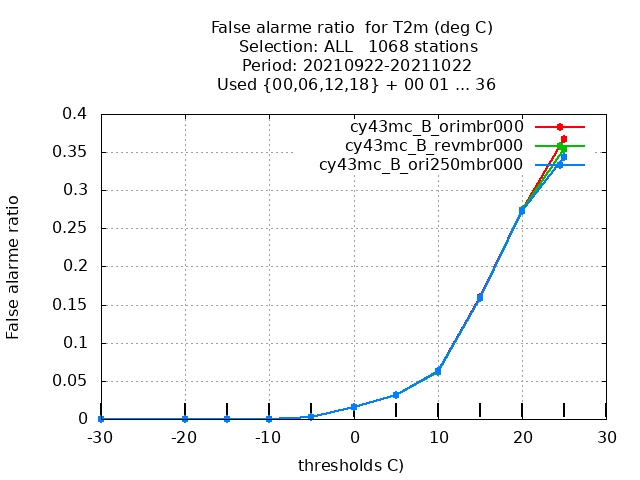 False alarme ratio  for T2m (deg C)
Selection: ALL   1068 stations
Period: 20210922-20211022
Used {00,06,12,18} + 00 01 ... 36
cy43mc_B_orimbr000
cy43mc_B_revmbr000
cy43mc_B_ori250mbr000
False alarme ratio
0.4
0.35
0.3
0.25
0.2
0.15
0.1
0.05
0
-30 -20 -10 0 10 20 30
thresholds C)